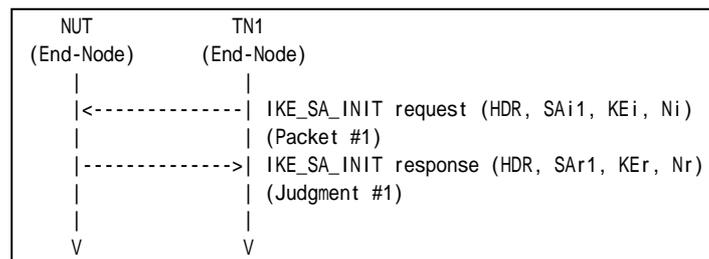 NUT TN1
(End-Node) (End-Node)
| |
|<--------------| IKE_SA_INIT request (HDR, SAi1, KEi, Ni)
| | (Packet #1)
|-------------->| IKE_SA_INIT response (HDR, SAr1, KEr, Nr)
| | (Judgment #1)
| |
V V